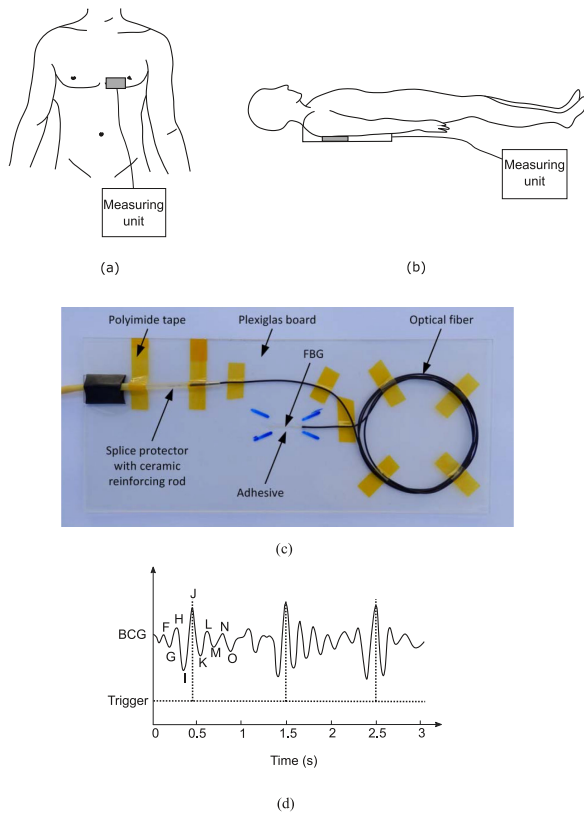 Measuring
unit
(a)
Measuring
unit
(b)
Polyimide tape
Plexiglas board
Optical fiber
FBG
Splice protector
with ceramic
reinforcing rod
Adhesive
(c)
J
H
F
L
N
BCG
G
K
M
O
I
Trigger
0
0.5
1
1.5
2
2.5
3
Time (s)
(d)